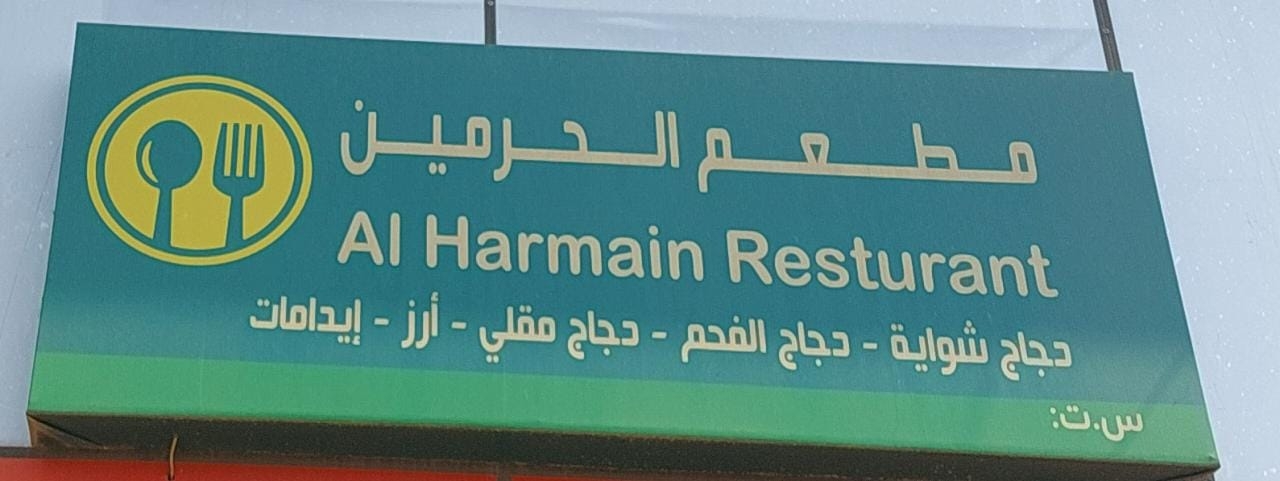 مطعم الحرمين
Al Harmain Resturant
دجاج شواية - دجاج الفحم - دجاج مقلي - أرز - إيدامات
س.ت: